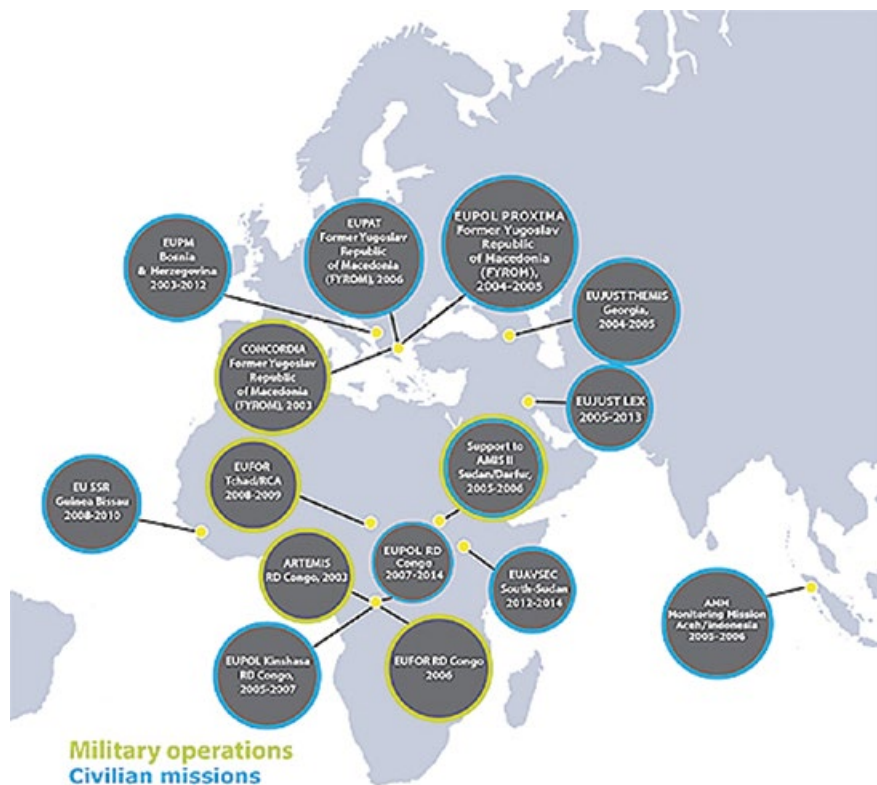 EUPM
Bosnia
& Herzegovina
2003-2012
EUPAT
Former Yugoslav
Republic
of Macedonia
(FYROM), 2006
EUPOL PROXIMA
Former Yugoslav
Republic
of Macedonia
(FYROM),
2004-2005
EUJUST THEMIS
Georgia,
2004-2005
CONCORDIA
Former Yugoslav
Republic
of Macedonia
(FYROM), 2003
EUJUST LEX
2005-2013
EU SSR
Guinea Bissau
2008-2010
EUFOR
Tchad/RCA
2008-2009
Support to
AMIS II
Sudan/Darfur,
2005-2006
ARTEMIS
RD Congo, 2003
EUPOL RD
Congo
2007-2014
EUAVSEC
South-Sudan
2012-2014
AMM
Monitoring Mission
Aceh/Indonesia
2005-2006
EUPOL Kinshasa
RD Congo,
2005-2007
EUFOR RD Congo
2006
Military operations
Civilian missions